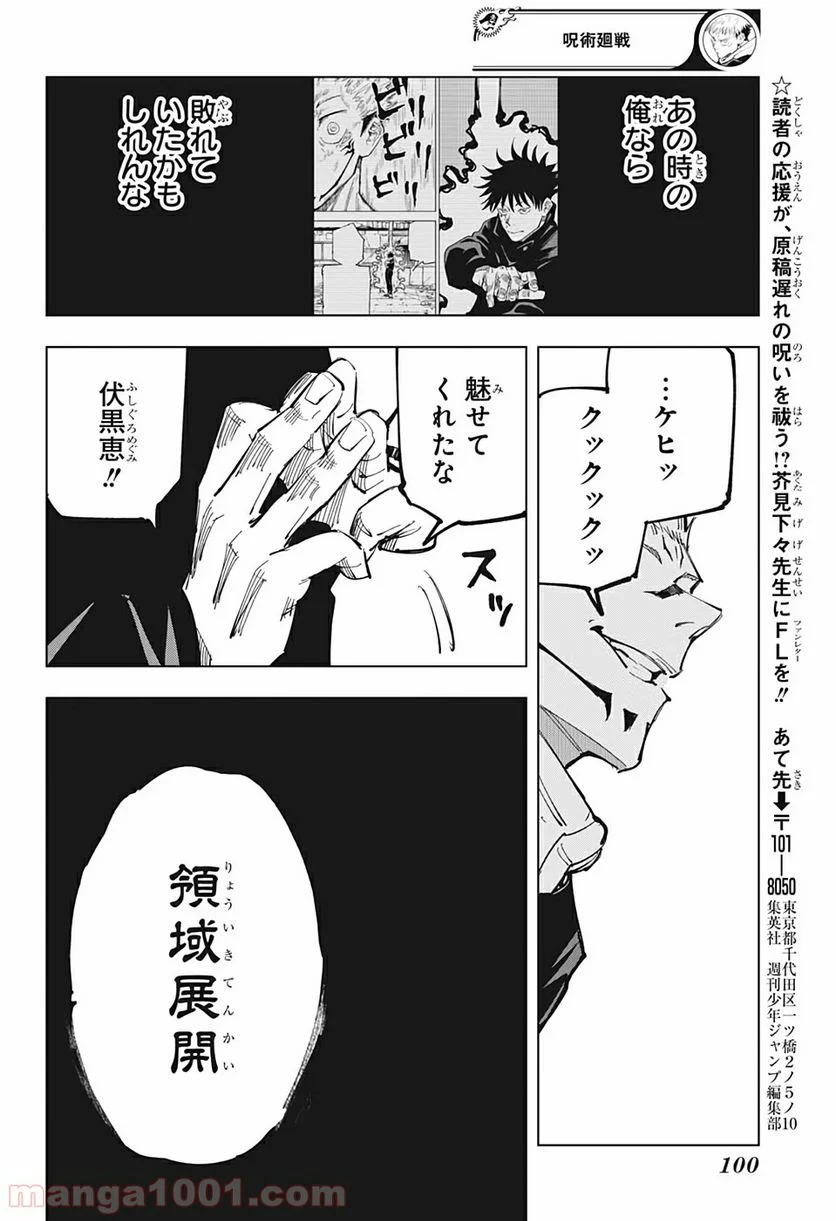 呪術廻戦
☆読者の応援が、原稿遅れの呪いを祓う!?芥見下々先生にFLを!!　あて先➡〒101―8050
東京都千代田区一ツ橋2ノ5ノ10
集英社　週刊少年ジャンプ編集部
あの時の
俺なら
ビリビリ
敗れて
いたかも
しれんな
…ケヒッ
クックックッ
魅せて
くれたな
伏黒恵!!
スッ
領域展開
100
manga1001.com